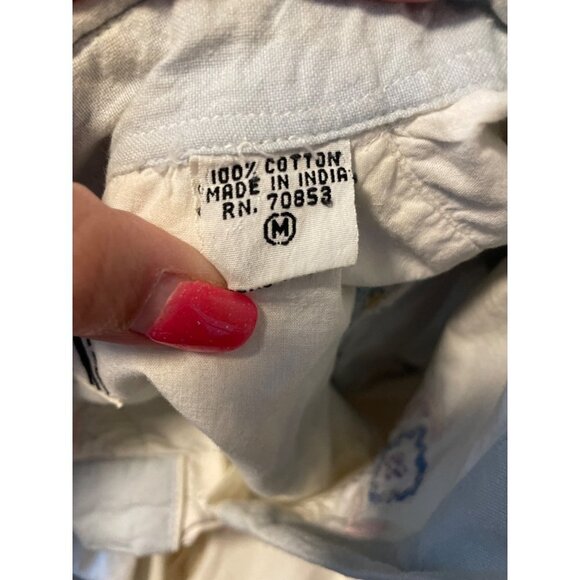 100% COTTON
MADE IN INDIA
RN. 70853
M